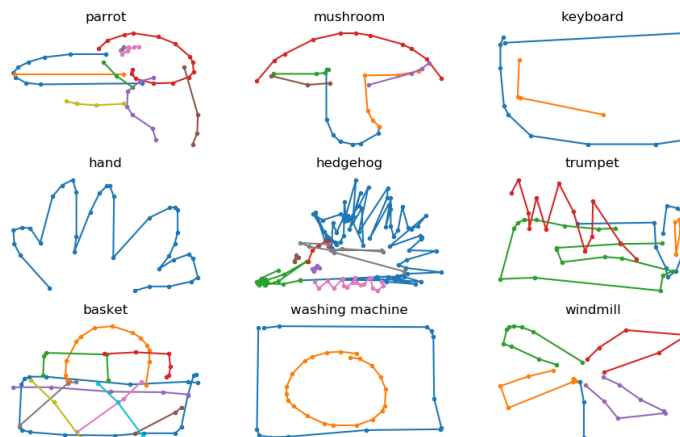 parrot
mushroom
keyboard
hand
hedgehog
trumpet
basket
washing machine
windmill